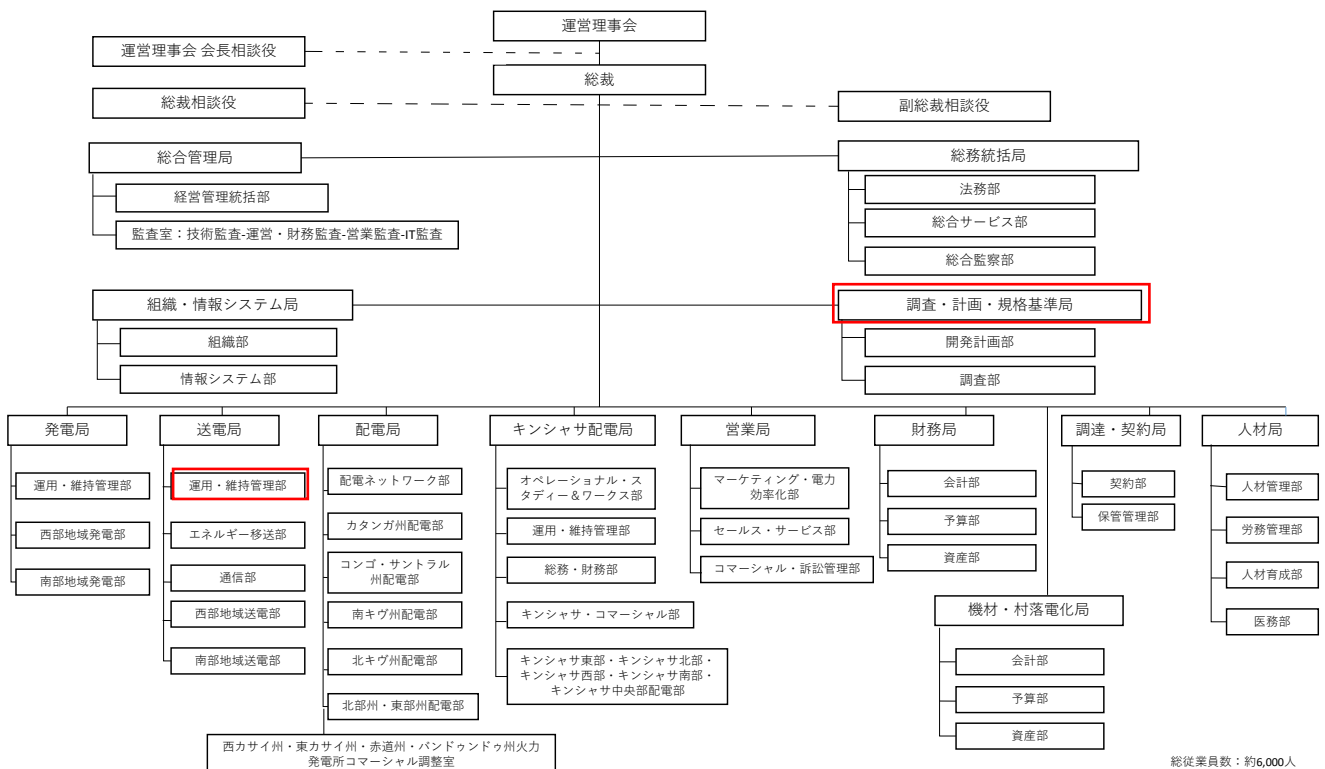 運営理事会
運営理事会 会長相談役
総裁
総裁相談役
副総裁相談役
総合管理局
総務統括局
経営管理統括部
法務部
監査室：技術監査-運営・財務監査-営業監査-IT監査
総合サービス部
総合監察部
組織・情報システム局
調査・計画・規格基準局
組織部
開発計画部
情報システム部
調査部
発電局
送電局
配電局
キンシャサ配電局
営業局
財務局
調達・契約局
人材局
運用・維持管理部
西部地域発電部
南部地域発電部
運用・維持管理部
エネルギー移送部
通信部
西部地域送電部
南部地域送電部
配電ネットワーク部
カタンガ州配電部
コンゴ・サントラル
州配電部
南キヴ州配電部
北キヴ州配電部
北部州・東部州配電部
西カサイ州・東カサイ州・赤道州・バンドゥンドゥ州火力
発電所コマーシャル調整室
オペレーショナル・ス
タディー＆ワークス部
運用・維持管理部
総務・財務部
キンシャサ・コマーシャル部
キンシャサ東部・キンシャサ北部・
キンシャサ西部・キンシャサ南部・
キンシャサ中央部配電部
マーケティング・電力
効率化部
セールス・サービス部
コマーシャル・訴訟管理部
会計部
予算部
資産部
機材・村落電化局
会計部
予算部
資産部
契約部
保管管理部
人材管理部
労務管理部
人材育成部
医務部
総従業員数：約6,000人